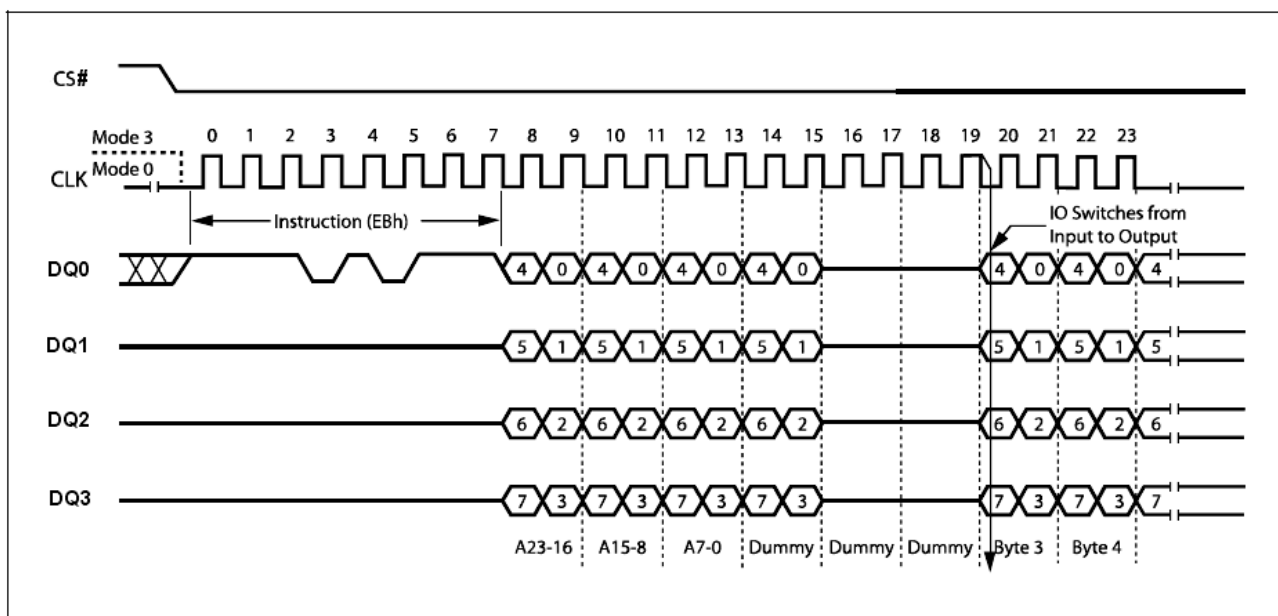 CS#
Mode 3
0 1 2 3 4 5 6 7 8 9 10 11 12 13 14 15 16 17 18 19 20 21 22 23
CLK Mode 0
Instruction (EBh)
IO Switches from
Input to Output
DQ0 4 0 4 0 4 0 4 0 4 0 4 0 4
DQ1 5 1 5 1 5 1 5 1 5 1 5 1 5
DQ2 6 2 6 2 6 2 6 2 6 2 6 2 6
DQ3 7 3 7 3 7 3 7 3 7 3 7 3 7
A23-16 A15-8 A7-0 Dummy Dummy Dummy Byte 3 Byte 4